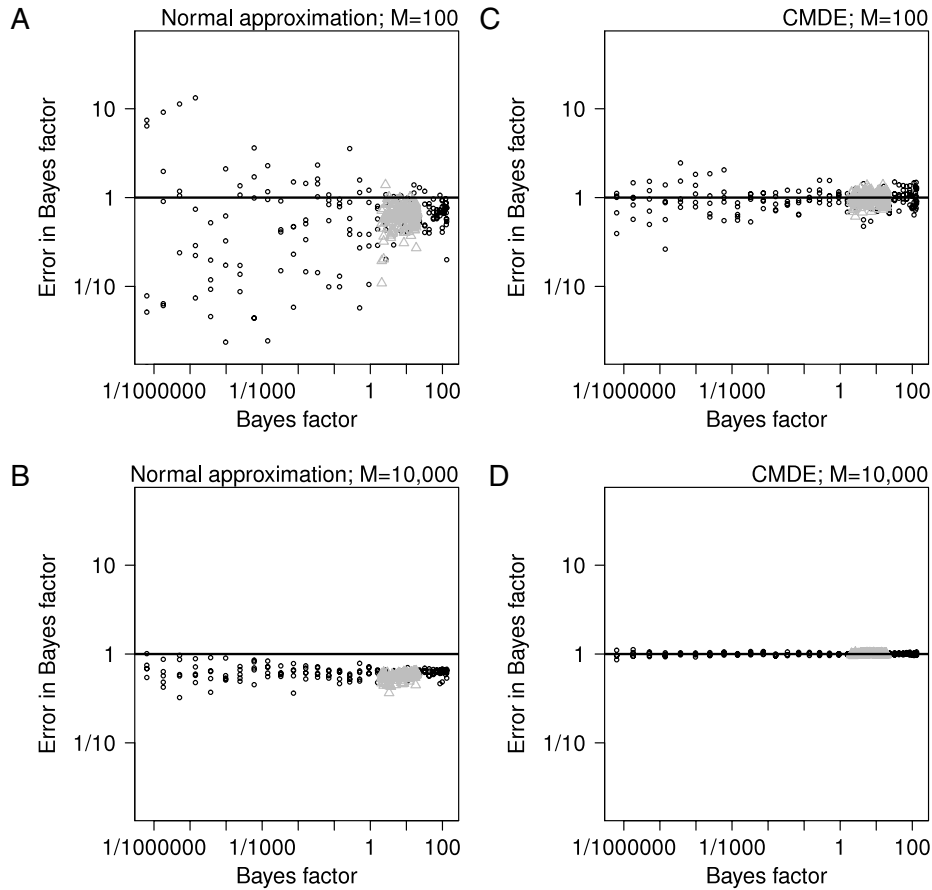 A
Normal approximation; M=100
Error in Bayes factor
10
1
1/10
1/1000000
1/1000
1
100
Bayes factor
C
CMDE; M=100
Error in Bayes factor
10
1
1/10
1/1000000
1/1000
1
100
Bayes factor
B
Normal approximation; M=10,000
Error in Bayes factor
10
1
1/10
1/1000000
1/1000
1
100
Bayes factor
D
CMDE; M=10,000
Error in Bayes factor
10
1
1/10
1/1000000
1/1000
1
100
Bayes factor